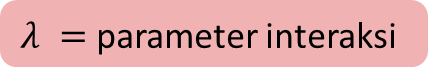 λ = parameter interaksi